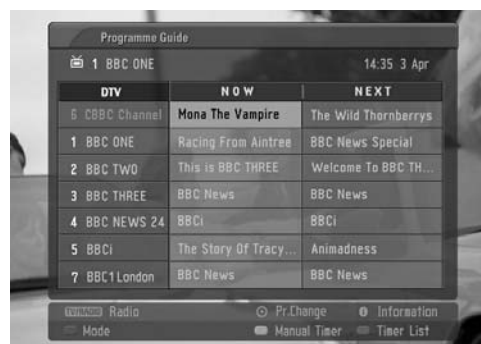 Programme Guide
1 BBC ONE 14:35 3 Apr
DTV NOW NEXT
6 CBBC Channel Mona The Vampire The Wild Thornberrys
1 BBC ONE Racing From Aintree BBC News Special
2 BBC TWO This is BBC THREE Welcome To BBC TH...
3 BBC THREE BBC News BBC News
4 BBC NEWS 24 BBCi BBCi
5 BBCi The Story Of Tracy... Animadness
7 BBC1 London BBC News BBC News
TV/RADIO Radio Pr.Change Information
Mode Manual Timer Timer List